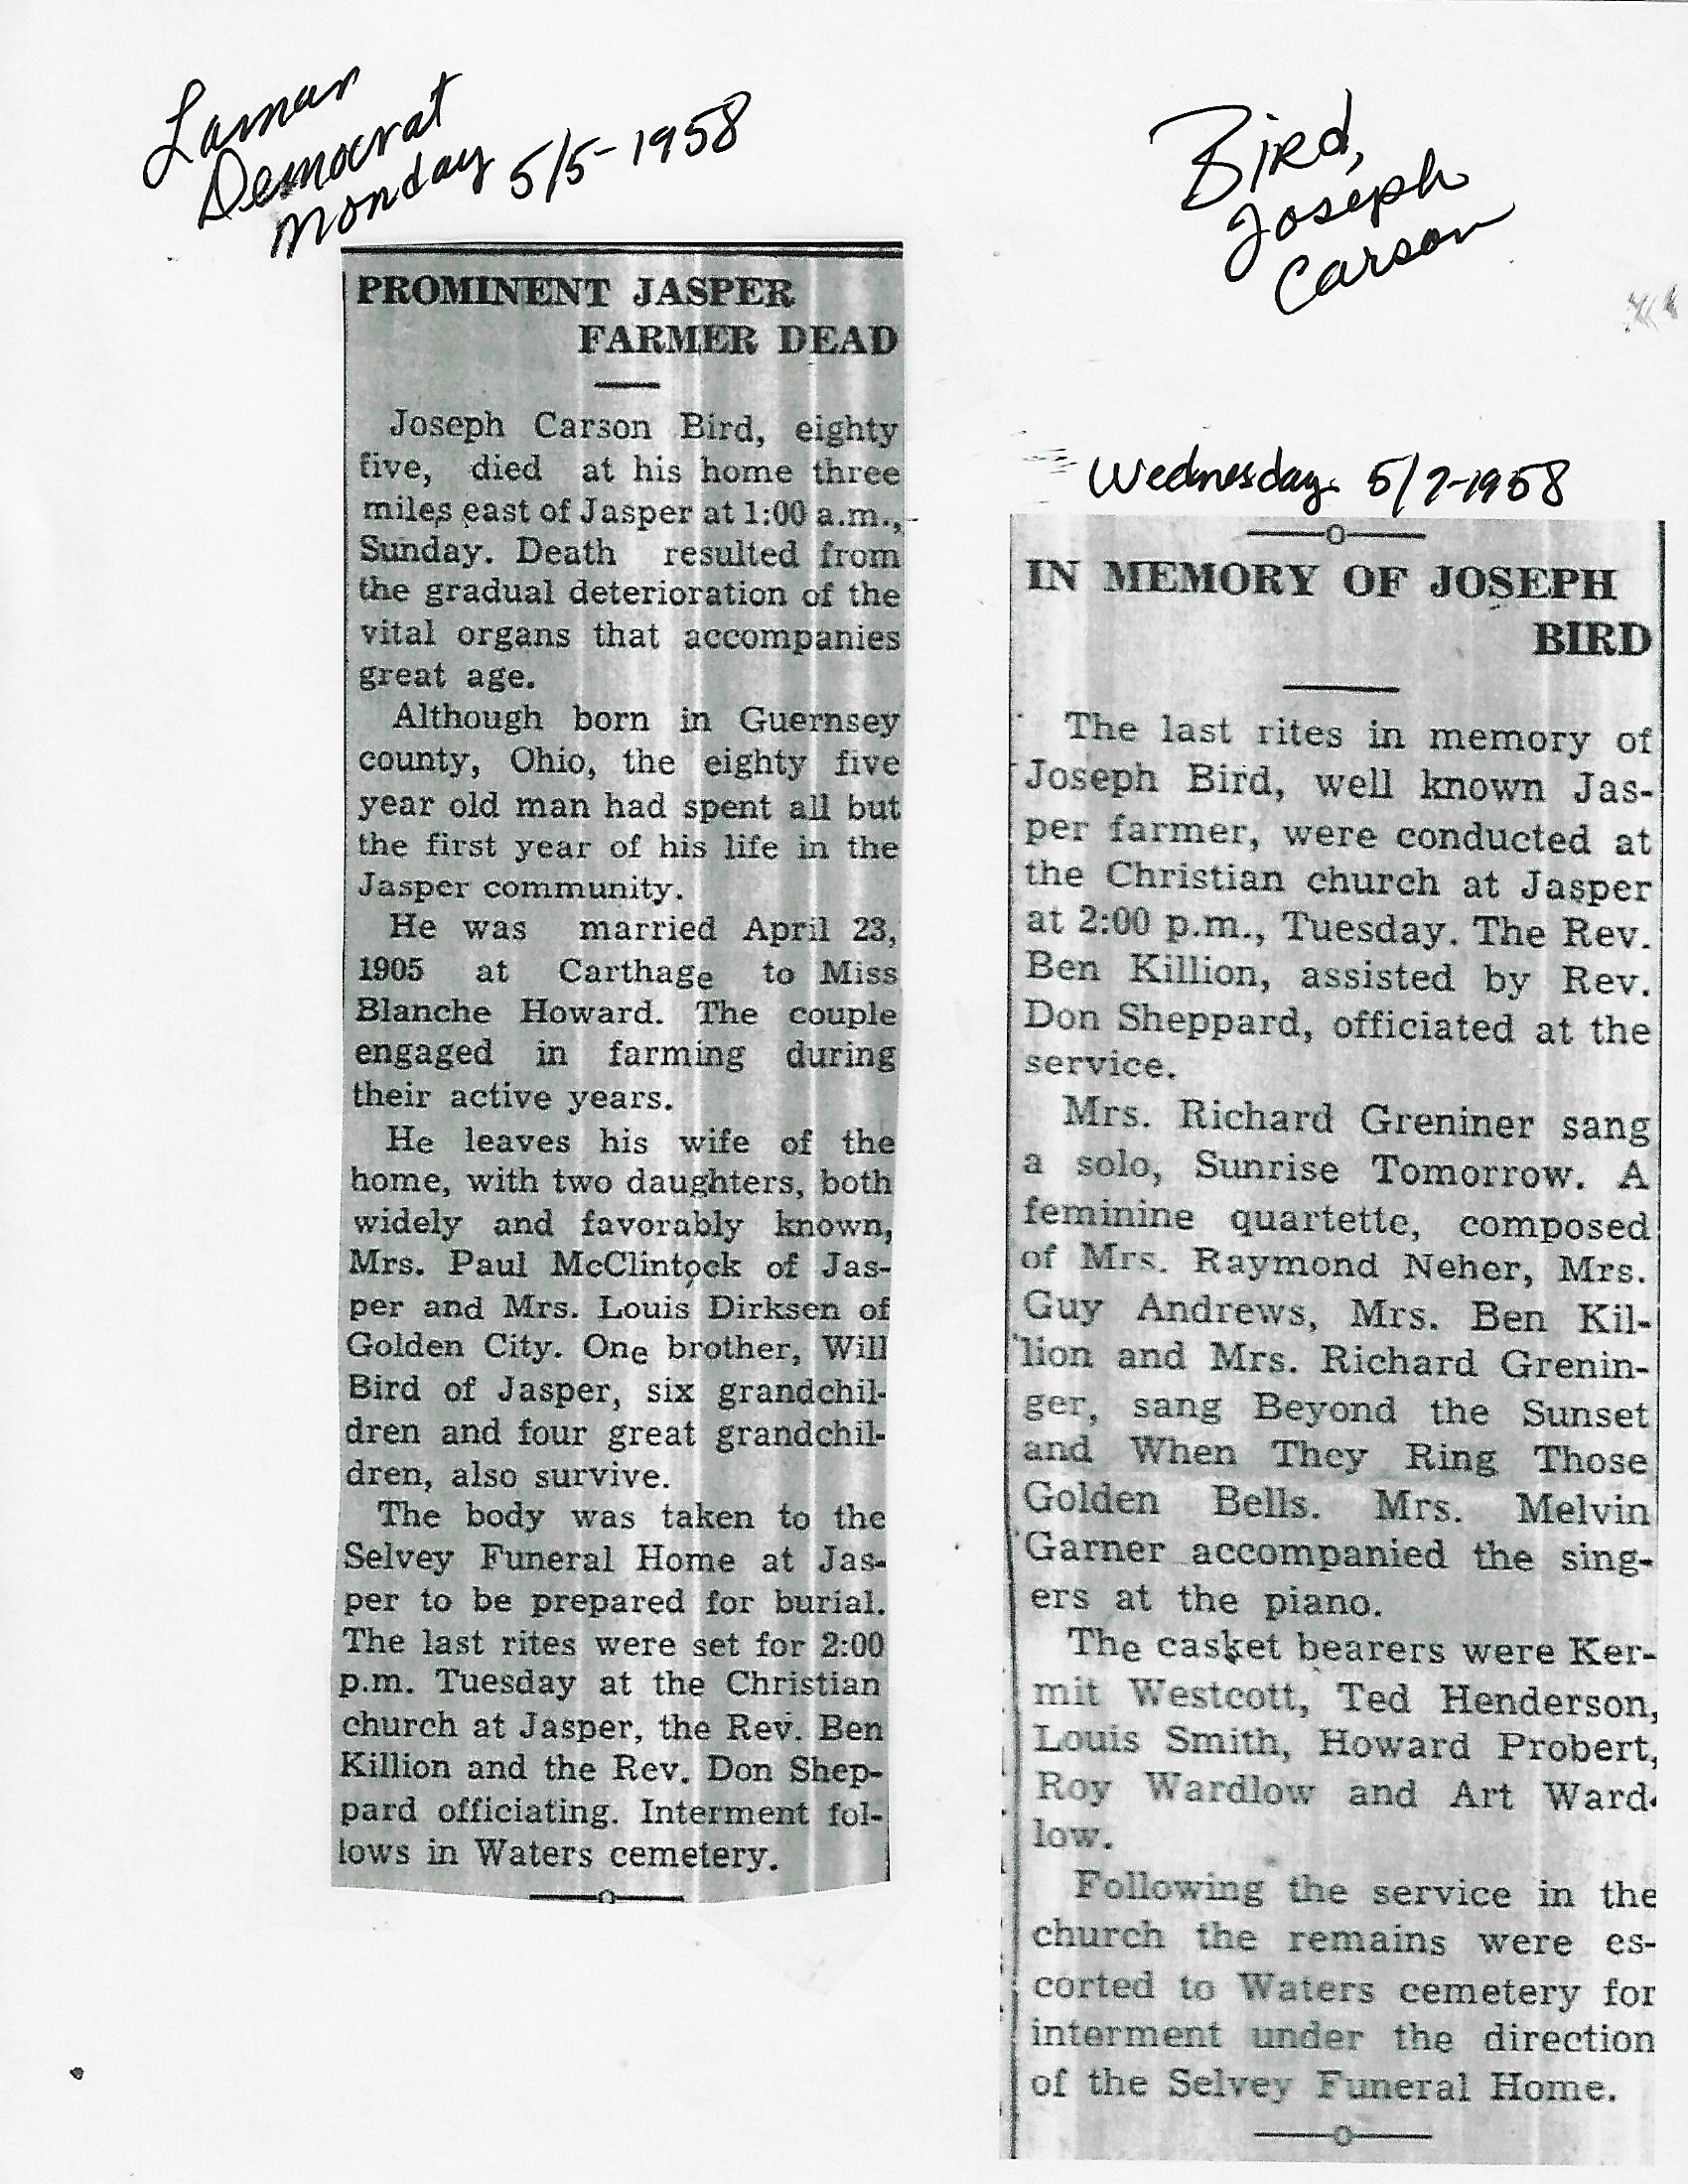 Lamar
Democrat
Monday 5/5-1958
PROMINENT JASPER
FARMER DEAD
Joseph Carson Bird, eighty
five, died at his home three
miles east of Jasper at 1:00 a.m.,
Sunday. Death resulted from
the gradual deterioration of the
vital organs that accompanies
great age.
Although born in Guernsey
county, Ohio, the eighty five
year old man had spent all but
the first year of his life in the
Jasper community.
He was married April 23,
1905 at Carthage to Miss
Blanche Howard. The couple
engaged in farming during
their active years.
He leaves his wife of the
home, with two daughters, both
widely and favorably known,
Mrs. Paul McClintock of Jas-
per and Mrs. Louis Dirksen of
Golden City. One brother, Will
Bird of Jasper, six grandchil-
dren and four great grandchil-
dren, also survive.
The body was taken to the
Selvey Funeral Home at Jas-
per to be prepared for burial.
The last rites were set for 2:00
p.m. Tuesday at the Christian
church at Jasper, the Rev. Ben
Killion and the Rev. Don Shep-
pard officiating. Interment fol-
lows in Waters cemetery.
Bird,
Joseph
Carson
Wednesday 5/7-1958
IN MEMORY OF JOSEPH
BIRD
The last rites in memory of
Joseph Bird, well known Jas-
per farmer, were conducted at
the Christian church at Jasper
at 2:00 p.m., Tuesday. The Rev.
Ben Killion, assisted by Rev.
Don Sheppard, officiated at the
service.
Mrs. Richard Greniner sang
a solo, Sunrise Tomorrow. A
feminine quartette, composed
of Mrs. Raymond Neher, Mrs.
Guy Andrews, Mrs. Ben Kil-
lion and Mrs. Richard Grenin-
ger, sang Beyond the Sunset
and When They Ring Those
Golden Bells. Mrs. Melvin
Garner accompanied the sing-
ers at the piano.
The casket bearers were Ker-
mit Westcott, Ted Henderson,
Louis Smith, Howard Probert,
Roy Wardlow and Art Ward-
low.
Following the service in the
church the remains were es-
corted to Waters cemetery for
interment under the direction
of the Selvey Funeral Home.